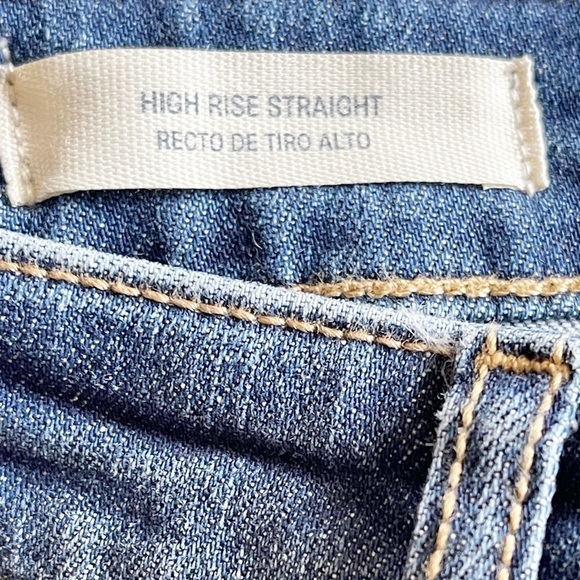 HIGH RISE STRAIGHT
RECTO DE TIRO ALTO